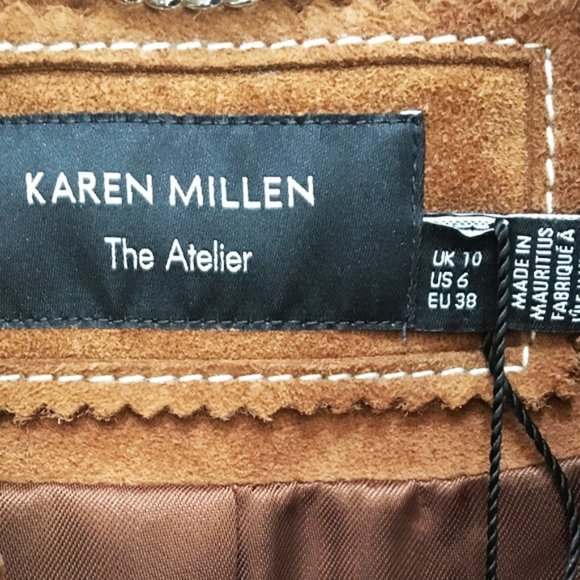 KAREN MILLEN
The Atelier
UK 10
US 6
EU 38
MADE IN
MAURITIUS
FABRIQUÉ À